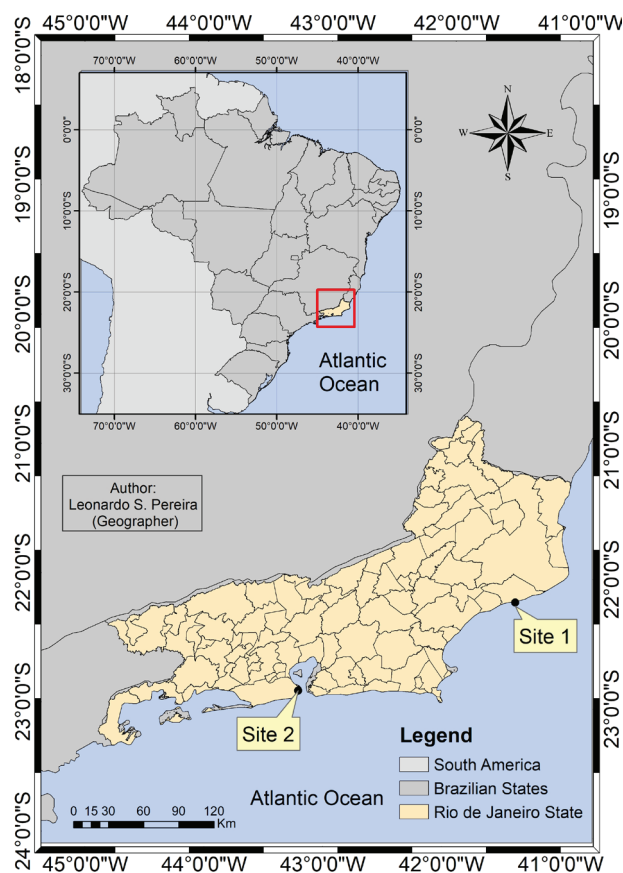 45°0'0"W 44°0'0"W 43°0'0"W 42°0'0"W 41°0'0"W
18°0'0"S
19°0'0"S
20°0'0"S
21°0'0"S
22°0'0"S
23°0'0"S
24°0'0"S
70°0'0"W 60°0'0"W 50°0'0"W 40°0'0"W
0°0'0"
10°0'0"S
20°0'0"S
30°0'0"S
0°0'0"
10°0'0"S
20°0'0"S
30°0'0"S
Atlantic
Ocean
70°0'0"W 60°0'0"W 50°0'0"W 40°0'0"W
N
W E
S
Author:
Leonardo S. Pereira
(Geographer)
Site 1
Site 2
Legend
South America
Brazilian States
Rio de Janeiro State
Atlantic Ocean
0 15 30 60 90 120
Km
18°0'0"S
19°0'0"S
20°0'0"S
21°0'0"S
22°0'0"S
23°0'0"S
24°0'0"S
45°0'0"W 44°0'0"W 43°0'0"W 42°0'0"W 41°0'0"W